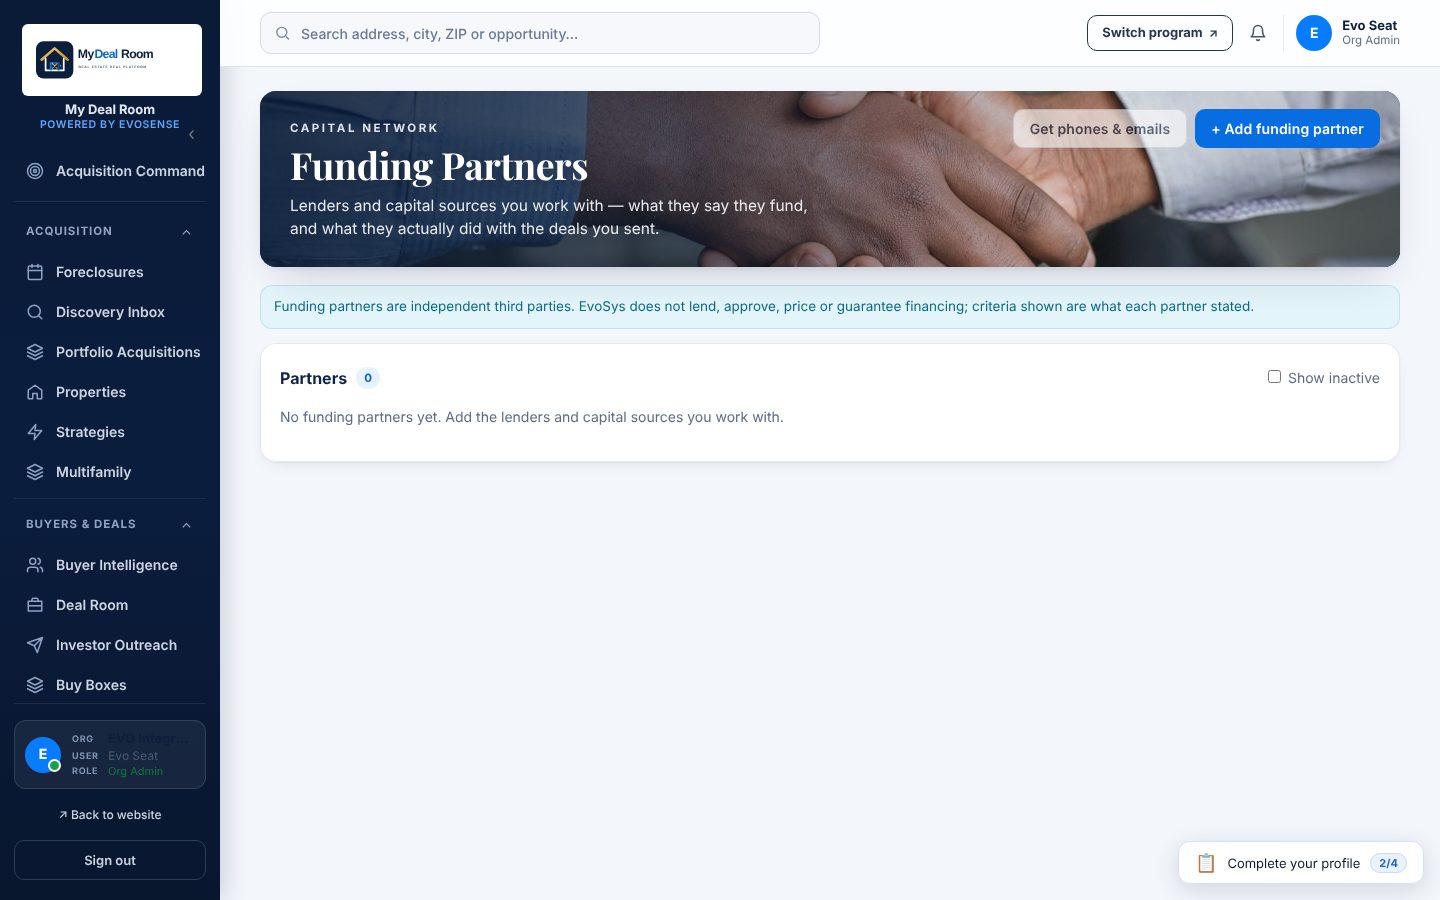 MyDeal Room
REAL ESTATE DEAL PLATFORM
My Deal Room
POWERED BY EVOSENSE
Acquisition Command
ACQUISITION
Foreclosures
Discovery Inbox
Portfolio Acquisitions
Properties
Strategies
Multifamily
BUYERS & DEALS
Buyer Intelligence
Deal Room
Investor Outreach
Buy Boxes
E
ORG EVO Integr...
USER Evo Seat
ROLE Org Admin
↗ Back to website
Sign out
Search address, city, ZIP or opportunity...
Switch program ↗
E
Evo Seat
Org Admin
CAPITAL NETWORK
Funding Partners
Lenders and capital sources you work with — what they say they fund,
and what they actually did with the deals you sent.
Get phones & emails
+ Add funding partner
Funding partners are independent third parties. EvoSys does not lend, approve, price or guarantee financing; criteria shown are what each partner stated.
Partners 0
Show inactive
No funding partners yet. Add the lenders and capital sources you work with.
Complete your profile 2/4